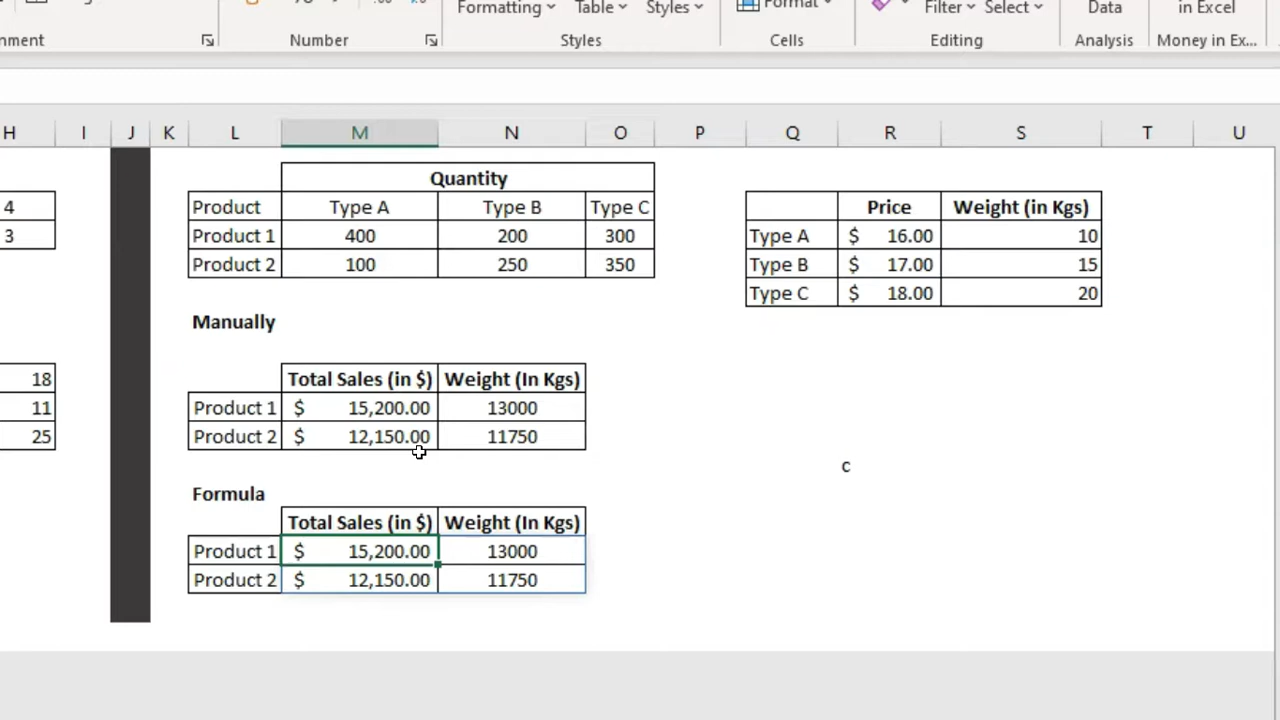 Formatting Table Styles Format Filter Select Data in Excel
nment Number Styles Cells Editing Analysis Money in Ex...
H I J K L M N O P Q R S T U
Quantity
4 Product Type A Type B Type C Price Weight (in Kgs)
3 Product 1 400 200 300 Type A $ 16.00 10
Product 2 100 250 350 Type B $ 17.00 15
Type C $ 18.00 20
Manually
18 Total Sales (in $) Weight (In Kgs)
11 Product 1 $ 15,200.00 13000
25 Product 2 $ 12,150.00 11750
c
Formula
Total Sales (in $) Weight (In Kgs)
Product 1 $ 15,200.00 13000
Product 2 $ 12,150.00 11750